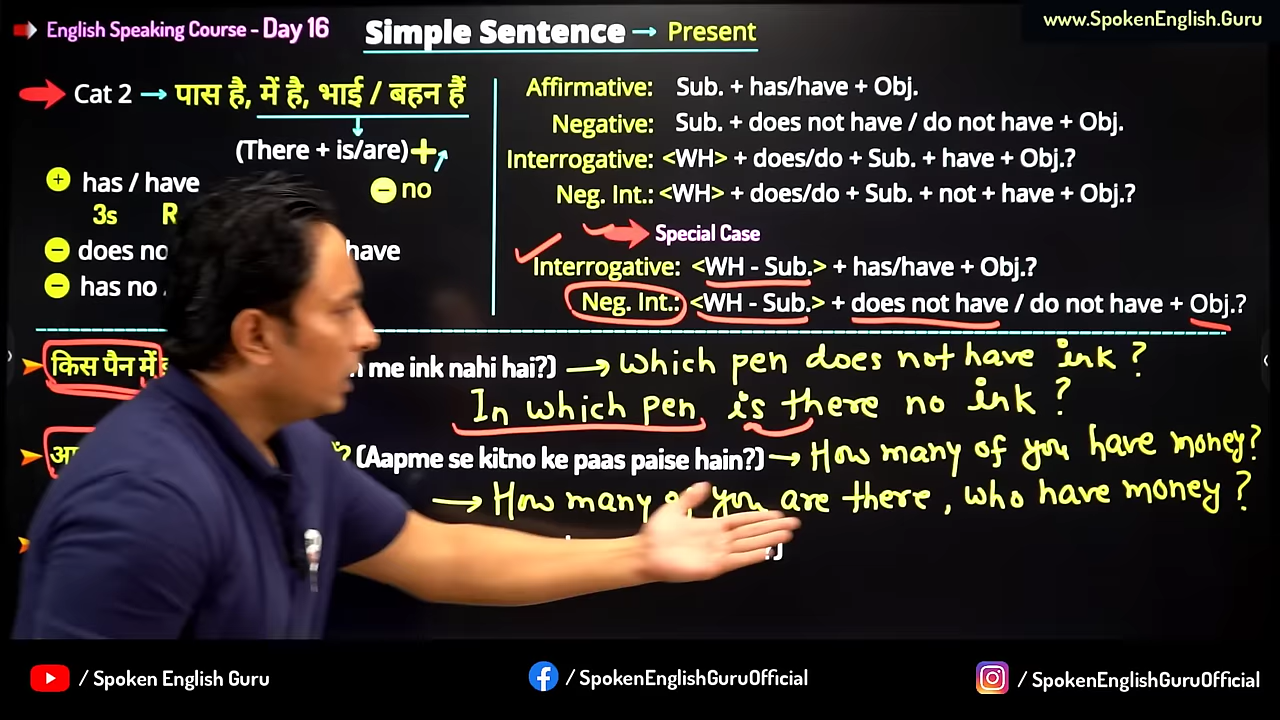 English Speaking Course - Day 16
Simple Sentence → Present
www.SpokenEnglish.Guru
Cat 2 → पास है, में है, भाई / बहन हैं
(There + is/are) +
- no
+ has / have
3s
- does no have
- has no
Affirmative: Sub. + has/have + Obj.
Negative: Sub. + does not have / do not have + Obj.
Interrogative: <WH> + does/do + Sub. + have + Obj.?
Neg. Int.: <WH> + does/do + Sub. + not + have + Obj.?
Special Case
Interrogative: <WH - Sub.> + has/have + Obj.?
Neg. Int.: <WH - Sub.> + does not have / do not have + Obj.?
किस पैन में me ink nahi hai?) → Which pen does not have ink ?
In which pen is there no ink ?
(Aapme se kitno ke paas paise hain?) → How many of you have money?
→ How many of you are there, who have money ?
/ Spoken English Guru
/ SpokenEnglishGuruOfficial
/ SpokenEnglishGuruOfficial